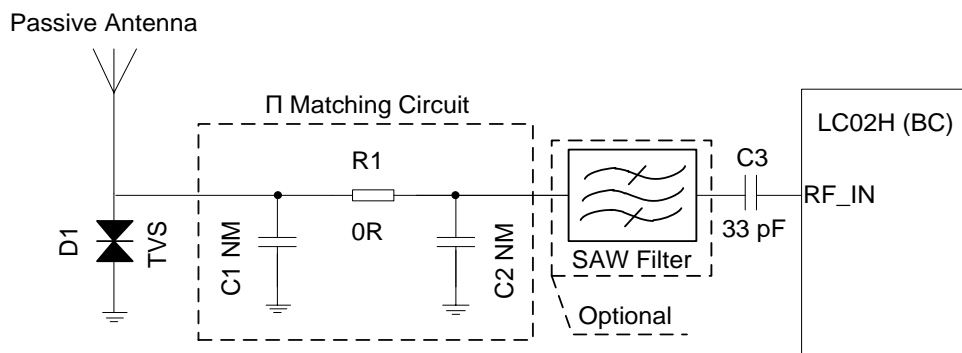 Passive Antenna
Π Matching Circuit
LC02H (BC)
R1
C3
RF_IN
D1
TVS
C1 NM
0R
C2 NM
33 pF
SAW Filter
Optional